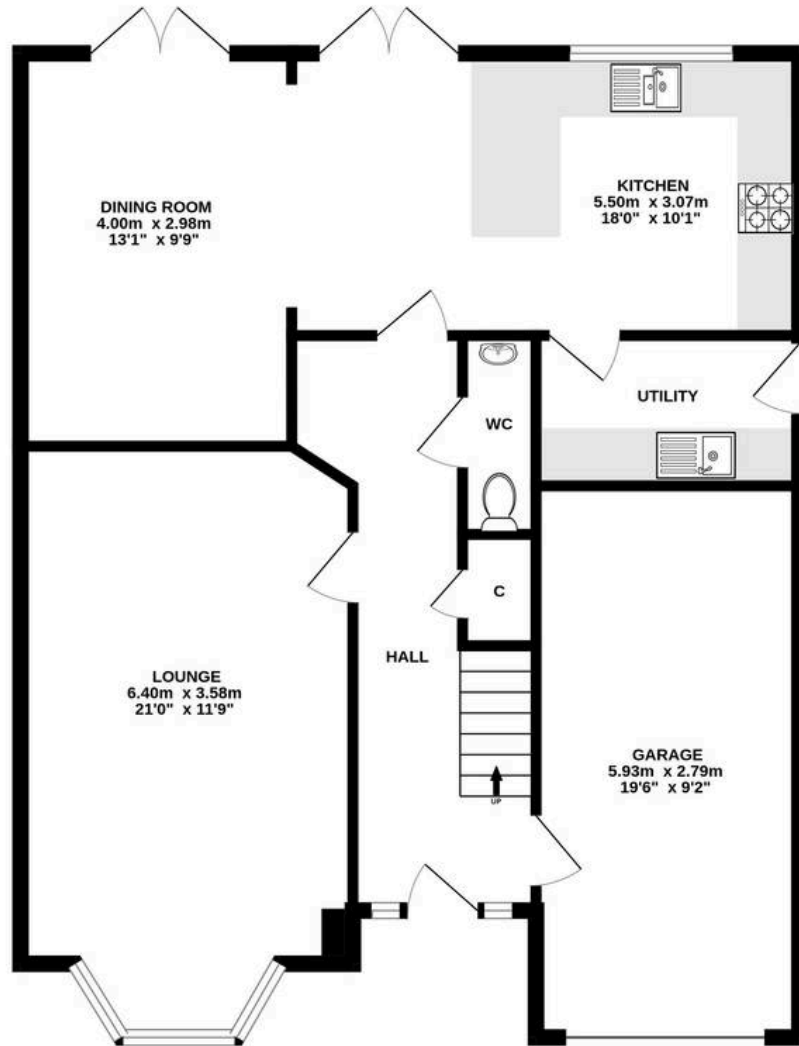 DINING ROOM
4.00m x 2.98m
13'1" x 9'9"
KITCHEN
5.50m x 3.07m
18'0" x 10'1"
UTILITY
WC
C
HALL
LOUNGE
6.40m x 3.58m
21'0" x 11'9"
GARAGE
5.93m x 2.79m
19'6" x 9'2"
UP